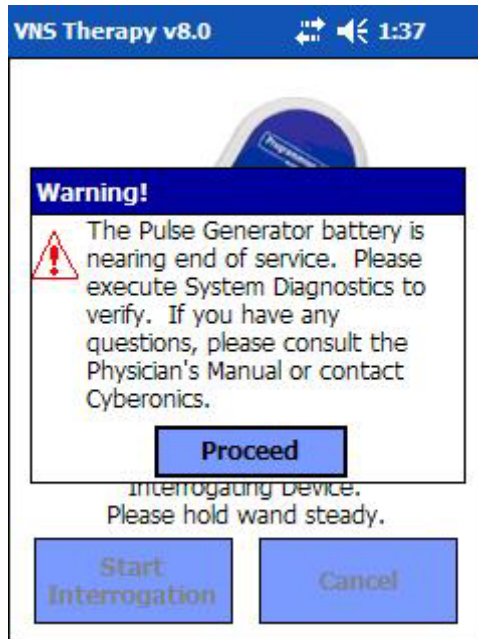 VNS Therapy v8.0 1:37
Programming
Warning!
The Pulse Generator battery is
nearing end of service. Please
execute System Diagnostics to
verify. If you have any
questions, please consult the
Physician's Manual or contact
Cyberonics.
Proceed
Interrogating Device.
Please hold wand steady.
Start
Interrogation
Cancel